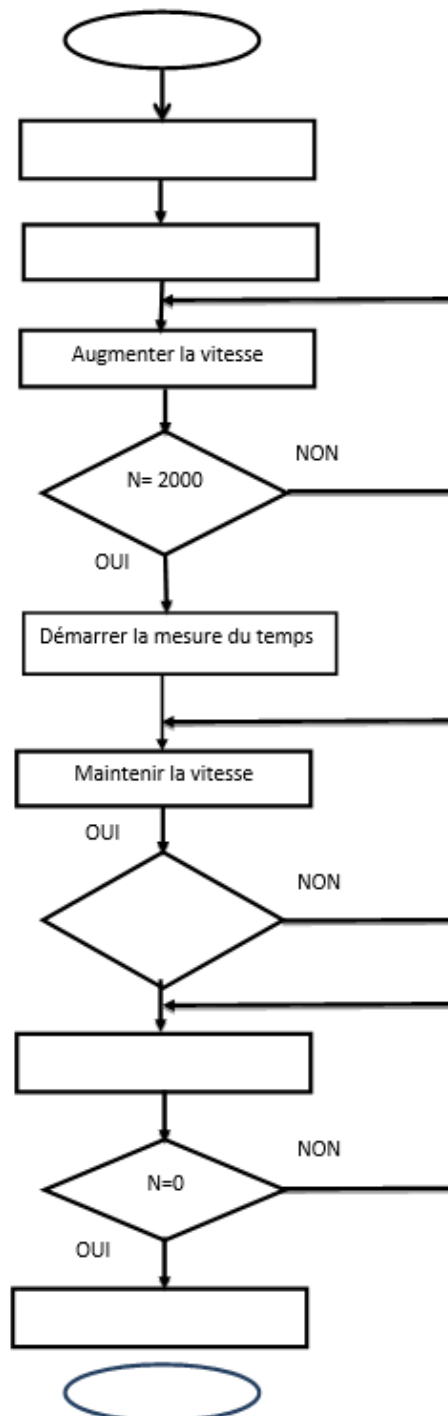 Augmenter la vitesse
N= 2000
NON
OUI
Démarrer la mesure du temps
Maintenir la vitesse
OUI
NON
NON
N=0
OUI